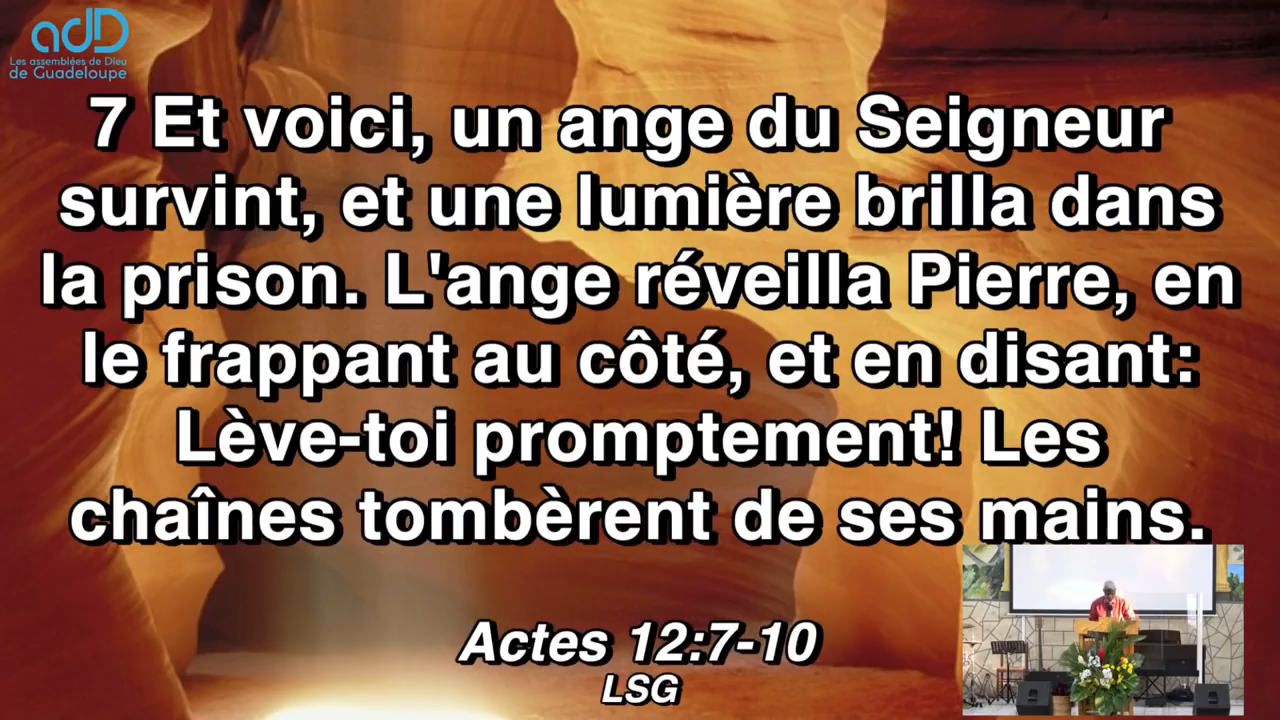 adD
Les assemblées de Dieu
de Guadeloupe
7 Et voici, un ange du Seigneur
survint, et une lumière brilla dans
la prison. L'ange réveilla Pierre, en
le frappant au côté, et en disant:
Lève-toi promptement! Les
chaînes tombèrent de ses mains.
Actes 12:7-10
LSG